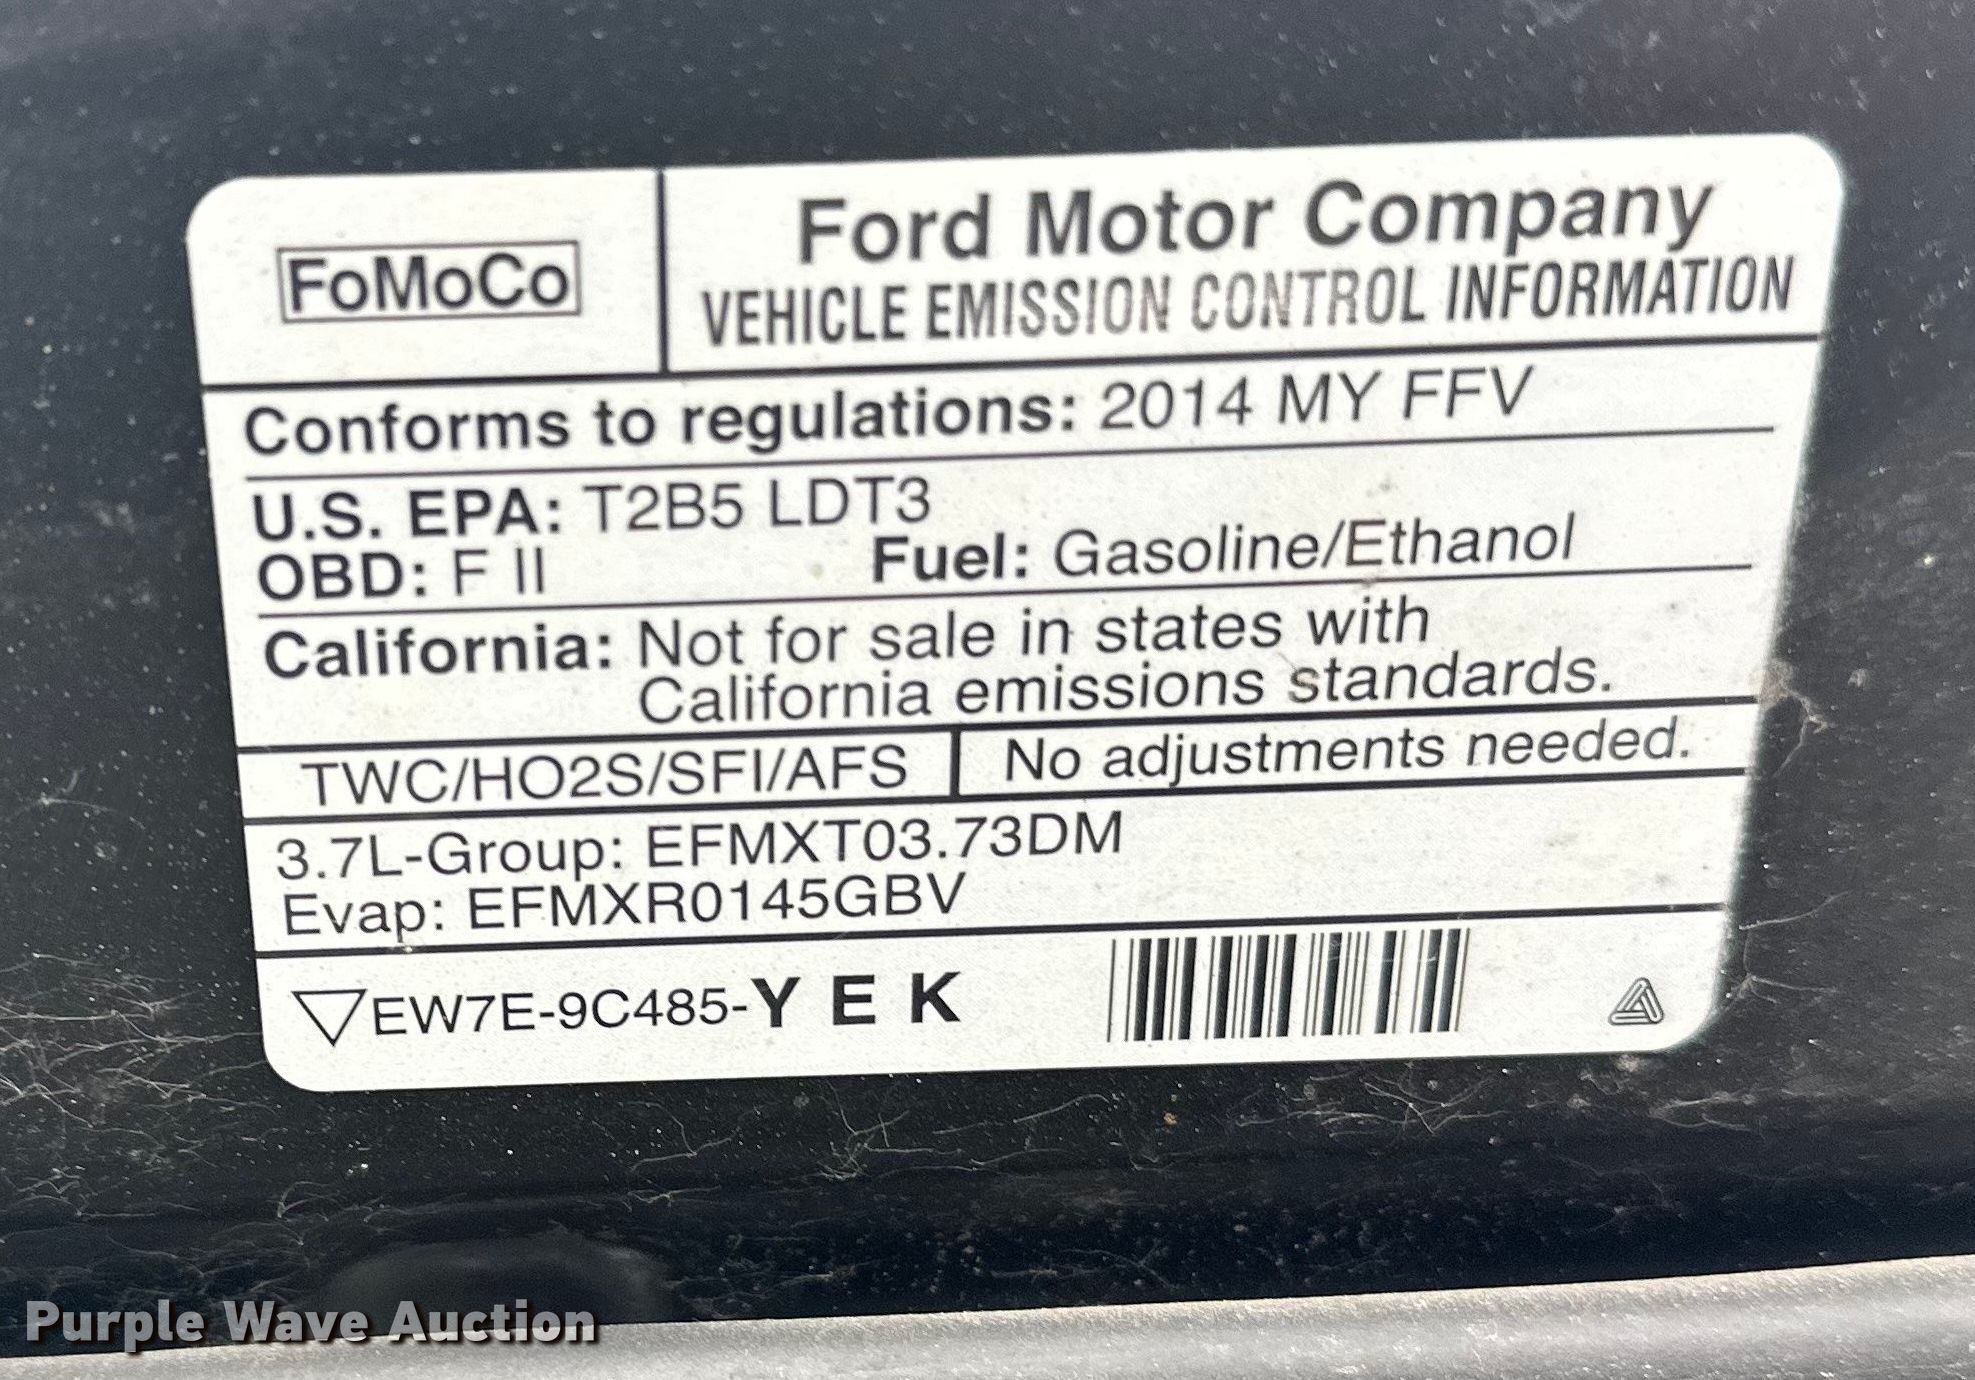 FoMoCo
Ford Motor Company
VEHICLE EMISSION CONTROL INFORMATION
Conforms to regulations: 2014 MY FFV
U.S. EPA: T2B5 LDT3
OBD: F II Fuel: Gasoline/Ethanol
California: Not for sale in states with
California emissions standards.
TWC/HO2S/SFI/AFS No adjustments needed.
3.7L-Group: EFMXT03.73DM
Evap: EFMXR0145GBV
EW7E-9C485-Y E K
Purple Wave Auction